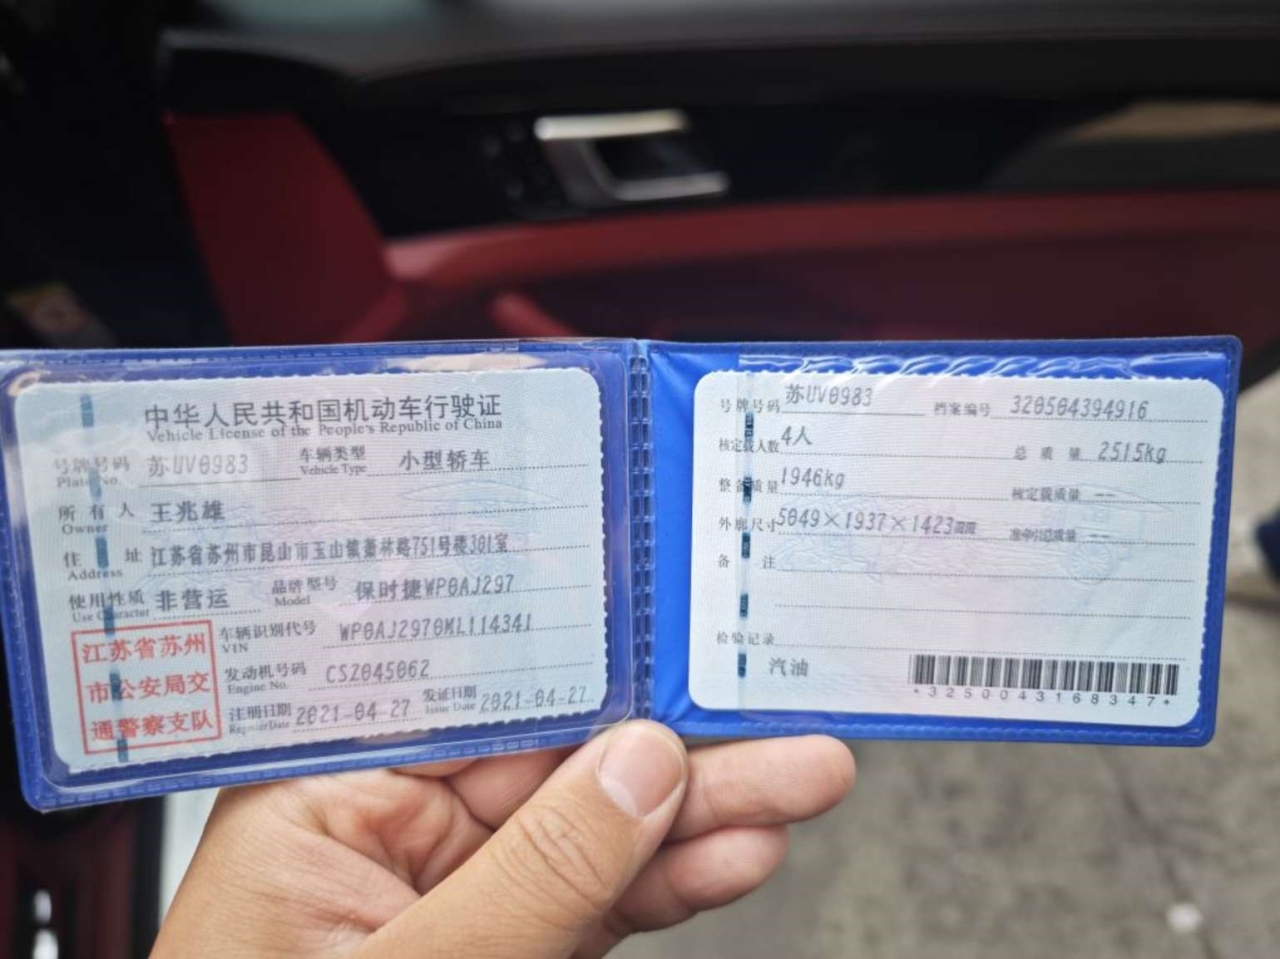 中华人民共和国机动车行驶证
Vehicle License of the People's Republic of China
号牌号码 苏UV0983 车辆类型 小型轿车
Plate No. Vehicle Type
所有人 王兆雄
Owner
住址 江苏省苏州市昆山市玉山镇萧林路751号楼301室
Address
使用性质 非营运 品牌型号 保时捷WP0AJ297
Use Character Model
江苏省苏州
市公安局交
通警察支队
车辆识别代号 WP0AJ2970ML114341
VIN
发动机号码 CSZ045062
Engine No.
注册日期 2021-04-27 发证日期 2021-04-27
Register Date Issue Date
号牌号码 苏UV0983 档案编号 320504394916
核定载人数 4人 总质量 2515kg
整备质量 1946kg 核定载质量 --
外廓尺寸 5049×1937×1423mm 准牵引总质量 --
备注
检验记录
汽油
*3250043168347*